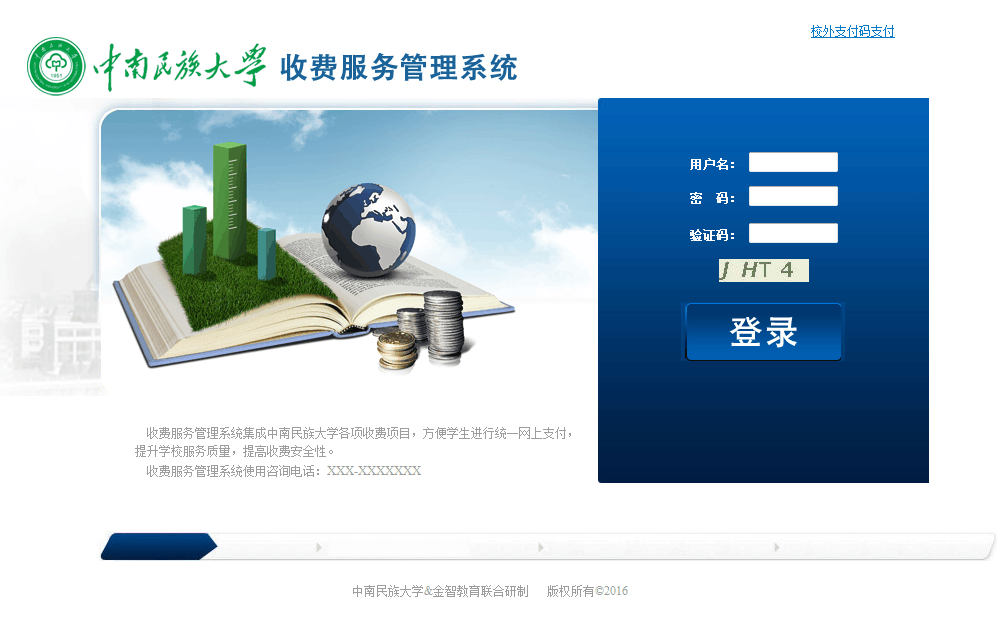 校外支付码支付
中南民族大学 收费服务管理系统
用户名：
密 码：
验证码：
J HT 4
登录
收费服务管理系统集成中南民族大学各项收费项目，方便学生进行统一网上支付，
提升学校服务质量，提高收费安全性。
收费服务管理系统使用咨询电话：XXX-XXXXXXX
中南民族大学&金智教育联合研制 版权所有©2016